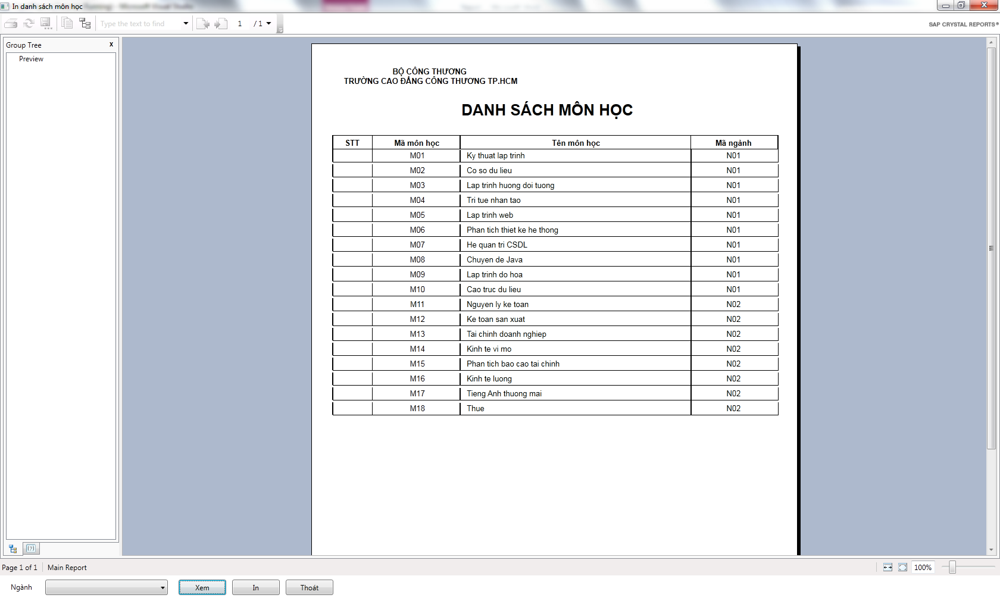 In danh sách môn học
Type the text to find
1
/ 1
SAP CRYSTAL REPORTS®
Group Tree
x
Preview
BỘ CÔNG THƯƠNG
TRƯỜNG CAO ĐẲNG CÔNG THƯƠNG TP.HCM
DANH SÁCH MÔN HỌC
STT Mã môn học Tên môn học Mã ngành
M01 Ky thuat lap trinh N01
M02 Co so du lieu N01
M03 Lap trinh huong doi tuong N01
M04 Tri tue nhan tao N01
M05 Lap trinh web N01
M06 Phan tich thiet ke he thong N01
M07 He quan tri CSDL N01
M08 Chuyen de Java N01
M09 Lap trinh do hoa N01
M10 Cao truc du lieu N01
M11 Nguyen ly ke toan N02
M12 Ke toan san xuat N02
M13 Tai chinh doanh nghiep N02
M14 Kinh te vi mo N02
M15 Phan tich bao cao tai chinh N02
M16 Kinh te luong N02
M17 Tieng Anh thuong mai N02
M18 Thue N02
Page 1 of 1 Main Report
100%
Ngành Xem In Thoát